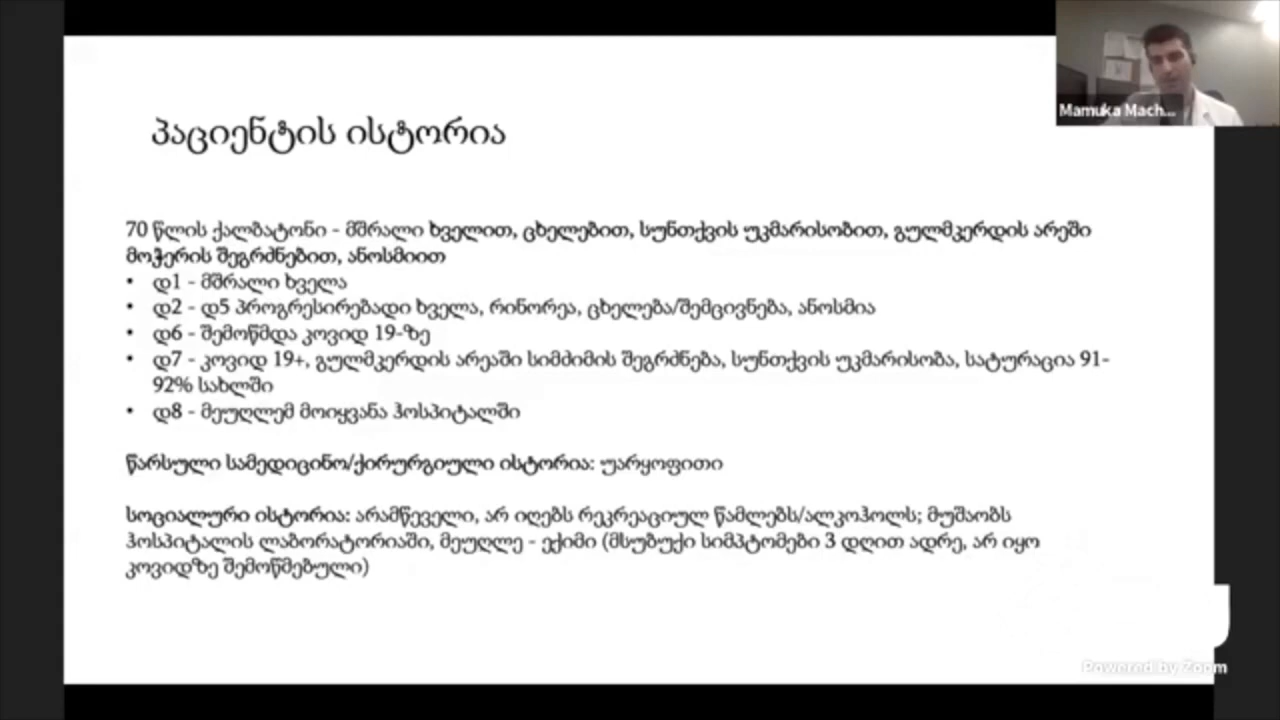 Mamuka Mach...
პაციენტის ისტორია
70 წლის ქალბატონი - მშრალი ხველით, ცხელებით, სუნთქვის უკმარისობით, გულმკერდის არეში
მოჭერის შეგრძნებით, ანოსმიით
• დ1 - მშრალი ხველა
• დ2 - დ5 პროგრესირებადი ხველა, რინორეა, ცხელება/შემცივნება, ანოსმია
• დ6 - შემოწმდა კოვიდ 19-ზე
• დ7 - კოვიდ 19+, გულმკერდის არეაში სიმძიმის შეგრძნება, სუნთქვის უკმარისობა, სატურაცია 91-
92% სახლში
• დ8 - მეუღლემ მოიყვანა ჰოსპიტალში
წარსული სამედიცინო/ქირურგიული ისტორია: უარყოფითი
სოციალური ისტორია: არამწეველი, არ იღებს რეკრეაციულ წამლებს/ალკოჰოლს; მუშაობს
ჰოსპიტალის ლაბორატორიაში, მეუღლე - ექიმი (მსუბუქი სიმპტომები 3 დღით ადრე, არ იყო
კოვიდზე შემოწმებული)
Powered by Zoom